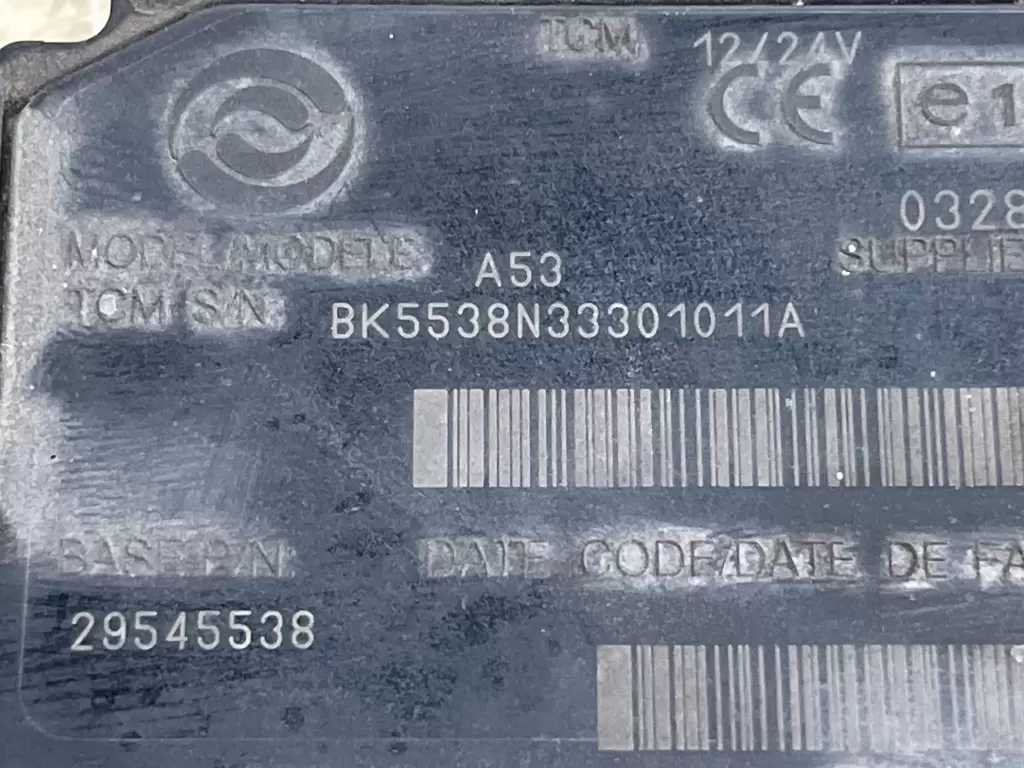 TCM
12/24V
CE
e1
0328
MODEL/MODELE
A53
SUPPLIE
TCM S/N
BK5538N33301011A
BASE P/N
DATE CODE/DATE DE FA
29545538